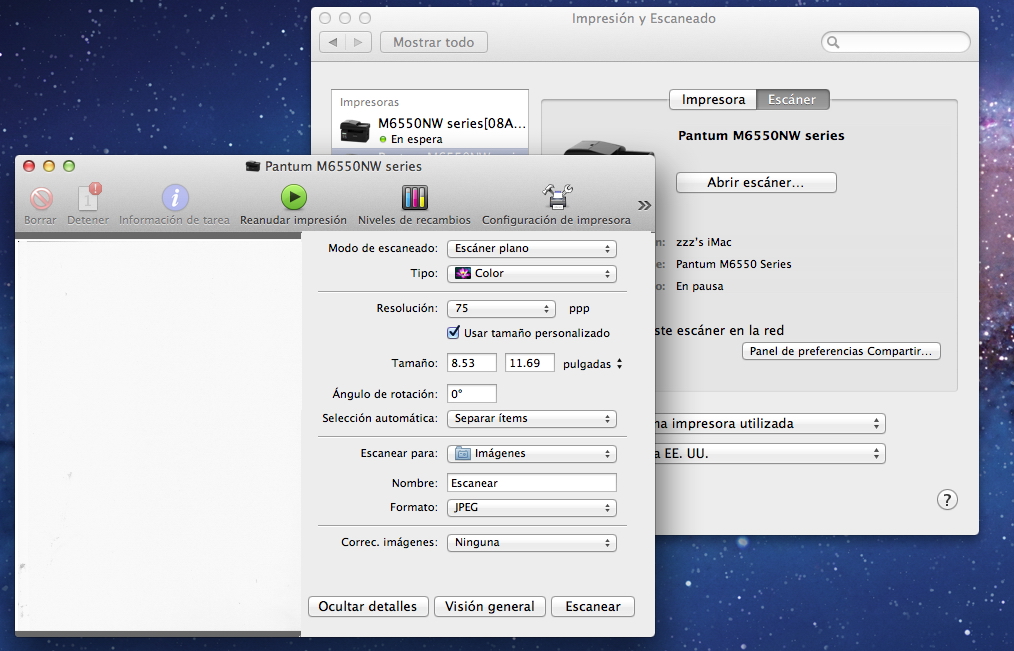 Impresión y Escaneado
Mostrar todo
Impresoras
M6550NW series[08A...
En espera
Impresora
Escáner
Pantum M6550NW series
Abrir escáner...
zzz's iMac
Pantum M6550 Series
En pausa
ste escáner en la red
Panel de preferencias Compartir...
na impresora utilizada
a EE. UU.
?
Pantum M6550NW series
Borrar
Detener
Información de tarea
Reanudar impresión
Niveles de recambios
Configuración de impresora
»
Modo de escaneado: Escáner plano
Tipo: Color
Resolución: 75 ppp
Usar tamaño personalizado
Tamaño: 8.53 11.69 pulgadas
Ángulo de rotación: 0°
Selección automática: Separar ítems
Escanear para: Imágenes
Nombre: Escanear
Formato: JPEG
Correc. imágenes: Ninguna
Ocultar detalles
Visión general
Escanear